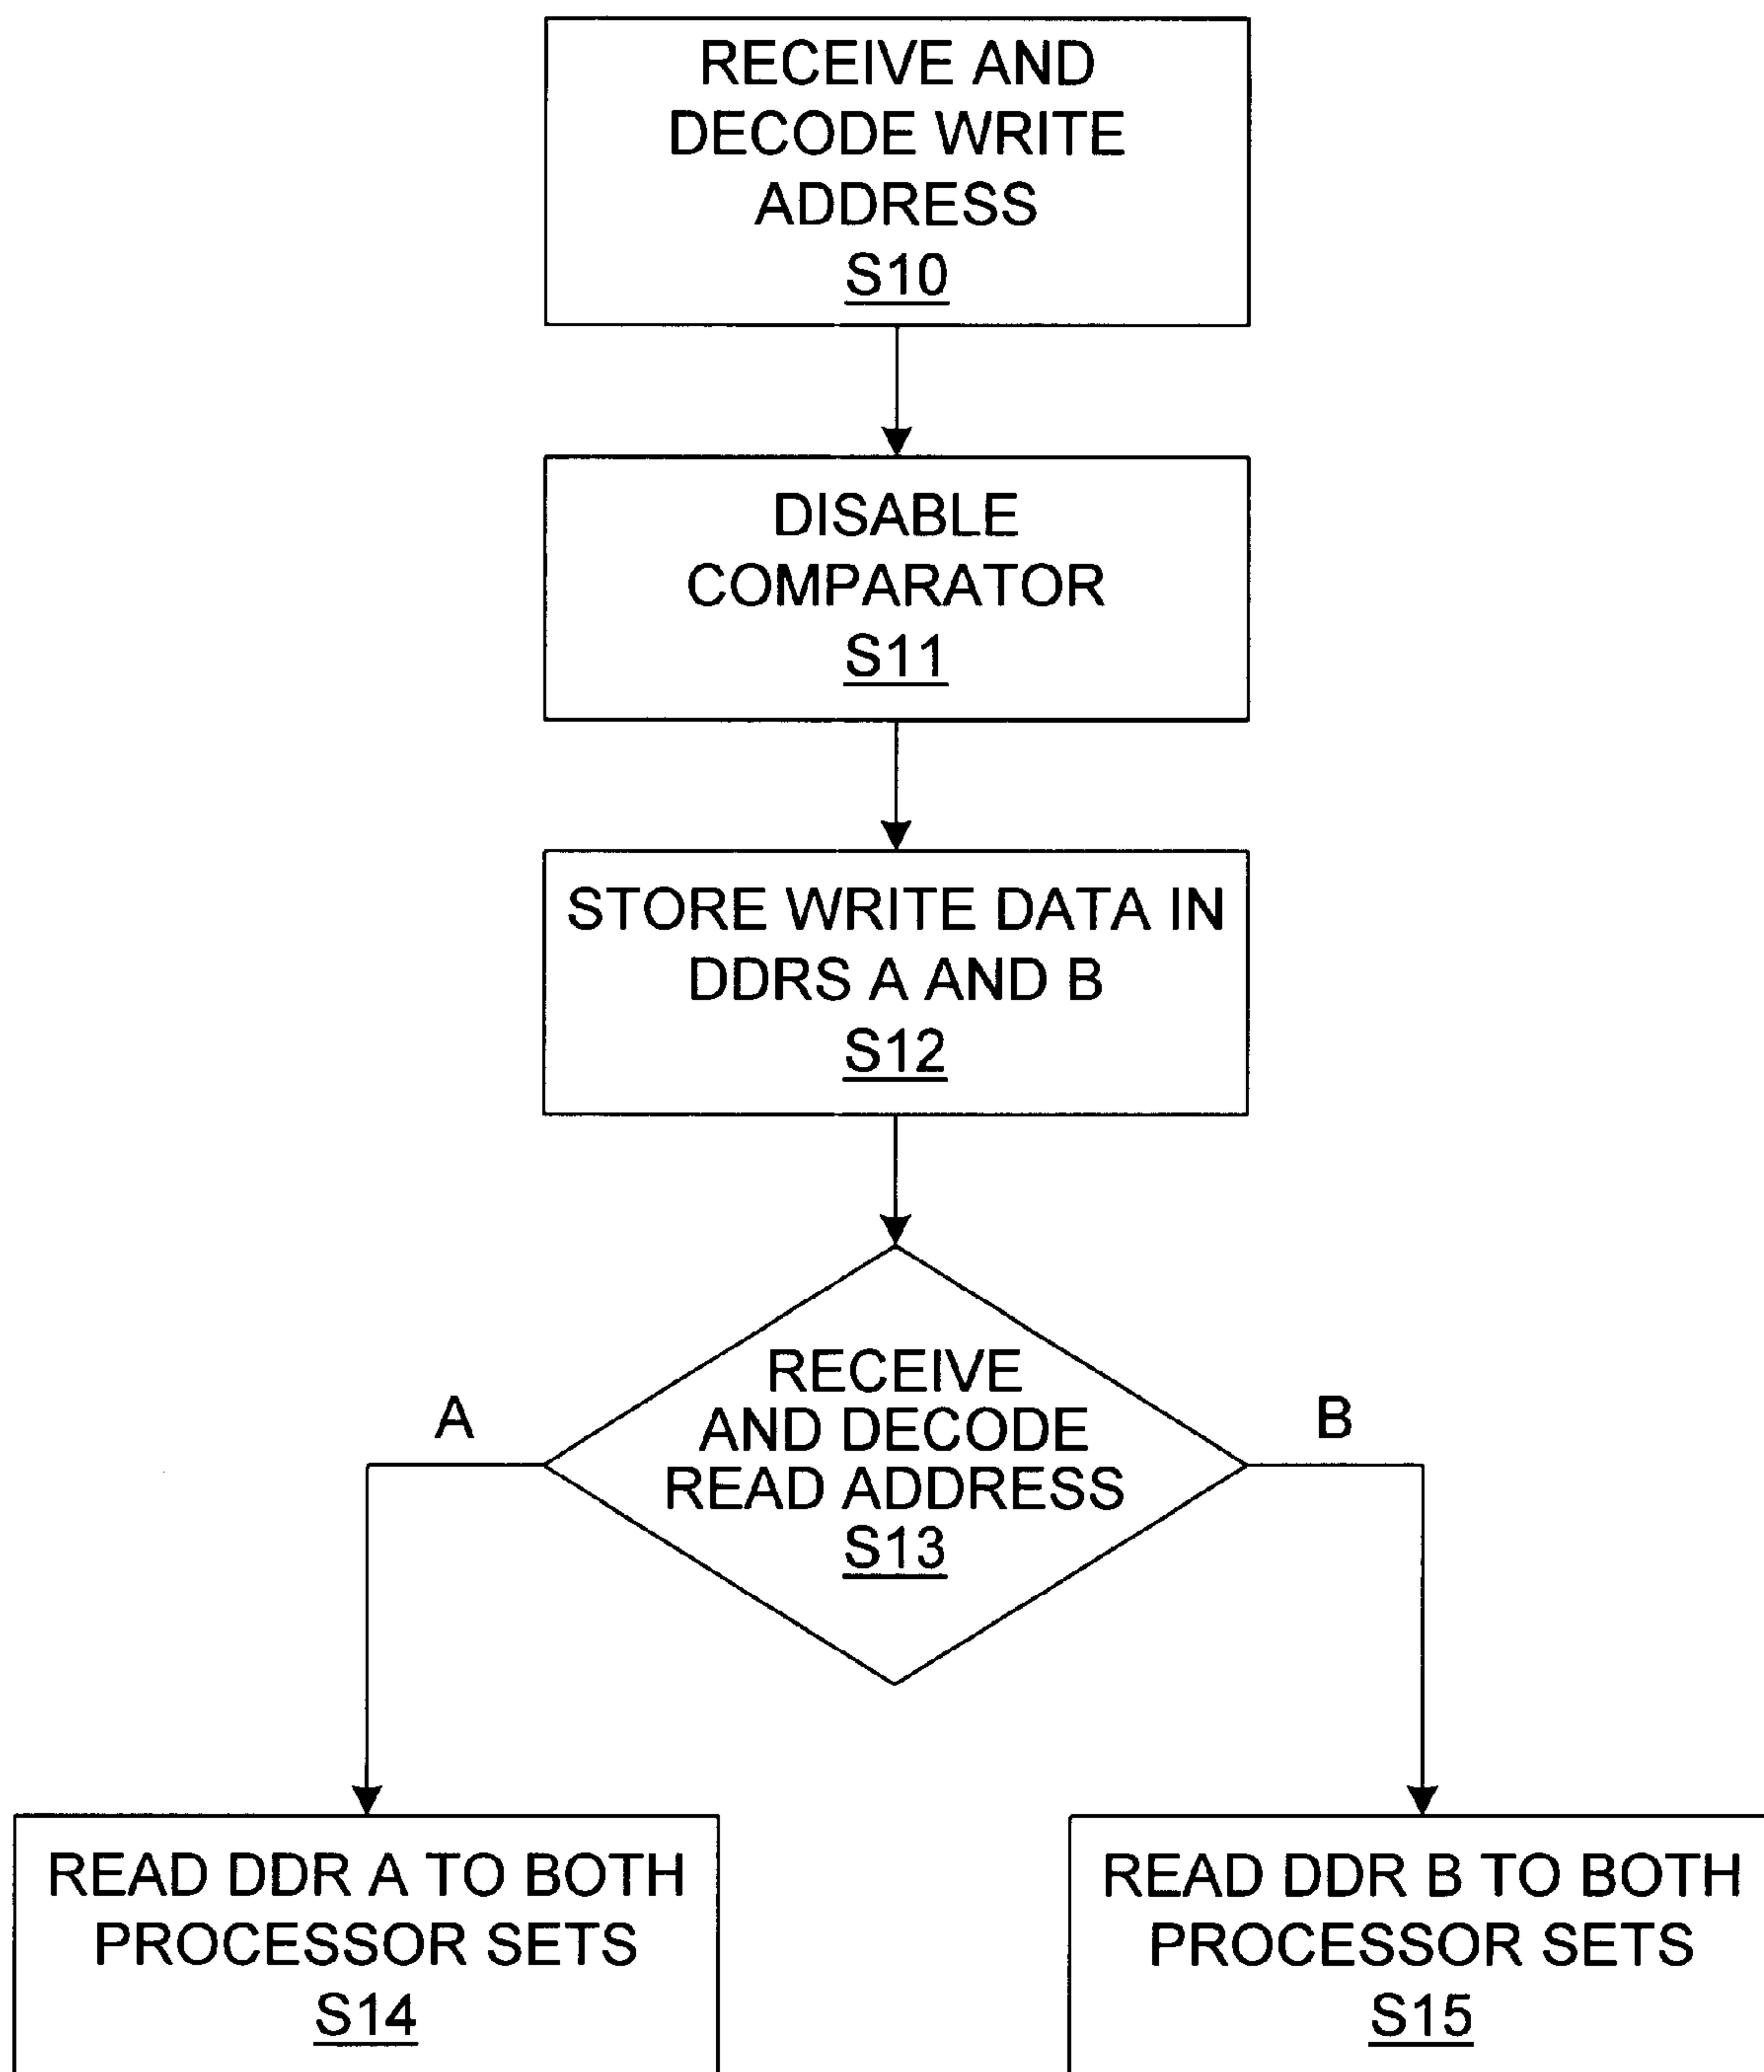 RECEIVE AND
DECODE WRITE
ADDRESS
S10
DISABLE
COMPARATOR
S11
STORE WRITE DATA IN
DDRS A AND B
S12
RECEIVE
AND DECODE
READ ADDRESS
S13
A
B
READ DDR A TO BOTH
PROCESSOR SETS
S14
READ DDR B TO BOTH
PROCESSOR SETS
S15